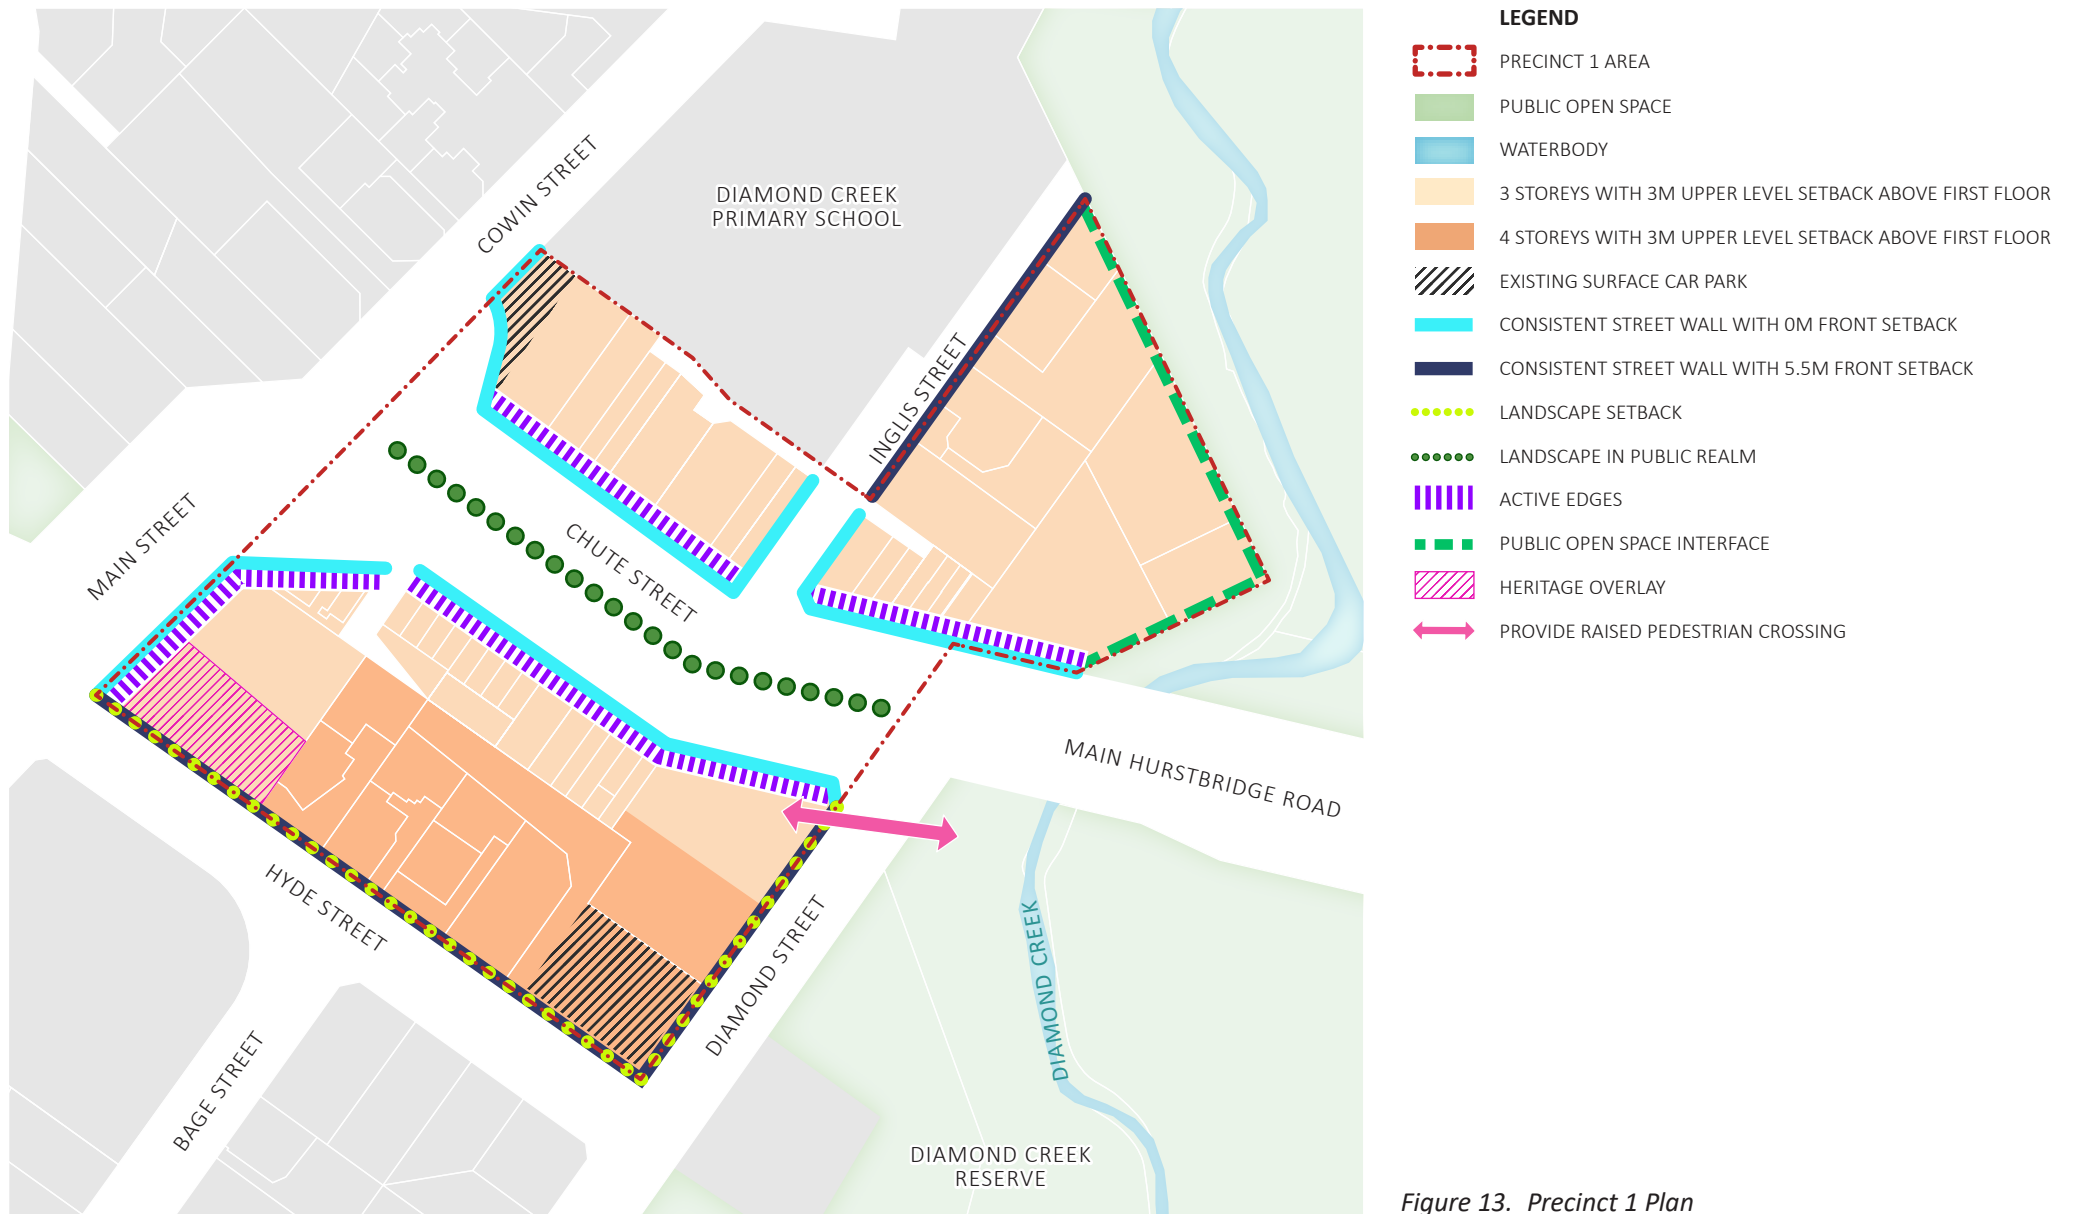 COWIN STREET
DIAMOND CREEK
PRIMARY SCHOOL
INGLIS STREET
MAIN STREET
CHUTE STREET
MAIN HURSTBRIDGE ROAD
HYDE STREET
DIAMOND STREET
DIAMOND CREEK
BAGE STREET
DIAMOND CREEK
RESERVE
LEGEND
PRECINCT 1 AREA
PUBLIC OPEN SPACE
WATERBODY
3 STOREYS WITH 3M UPPER LEVEL SETBACK ABOVE FIRST FLOOR
4 STOREYS WITH 3M UPPER LEVEL SETBACK ABOVE FIRST FLOOR
EXISTING SURFACE CAR PARK
CONSISTENT STREET WALL WITH 0M FRONT SETBACK
CONSISTENT STREET WALL WITH 5.5M FRONT SETBACK
LANDSCAPE SETBACK
LANDSCAPE IN PUBLIC REALM
ACTIVE EDGES
PUBLIC OPEN SPACE INTERFACE
HERITAGE OVERLAY
PROVIDE RAISED PEDESTRIAN CROSSING
Figure 13. Precinct 1 Plan